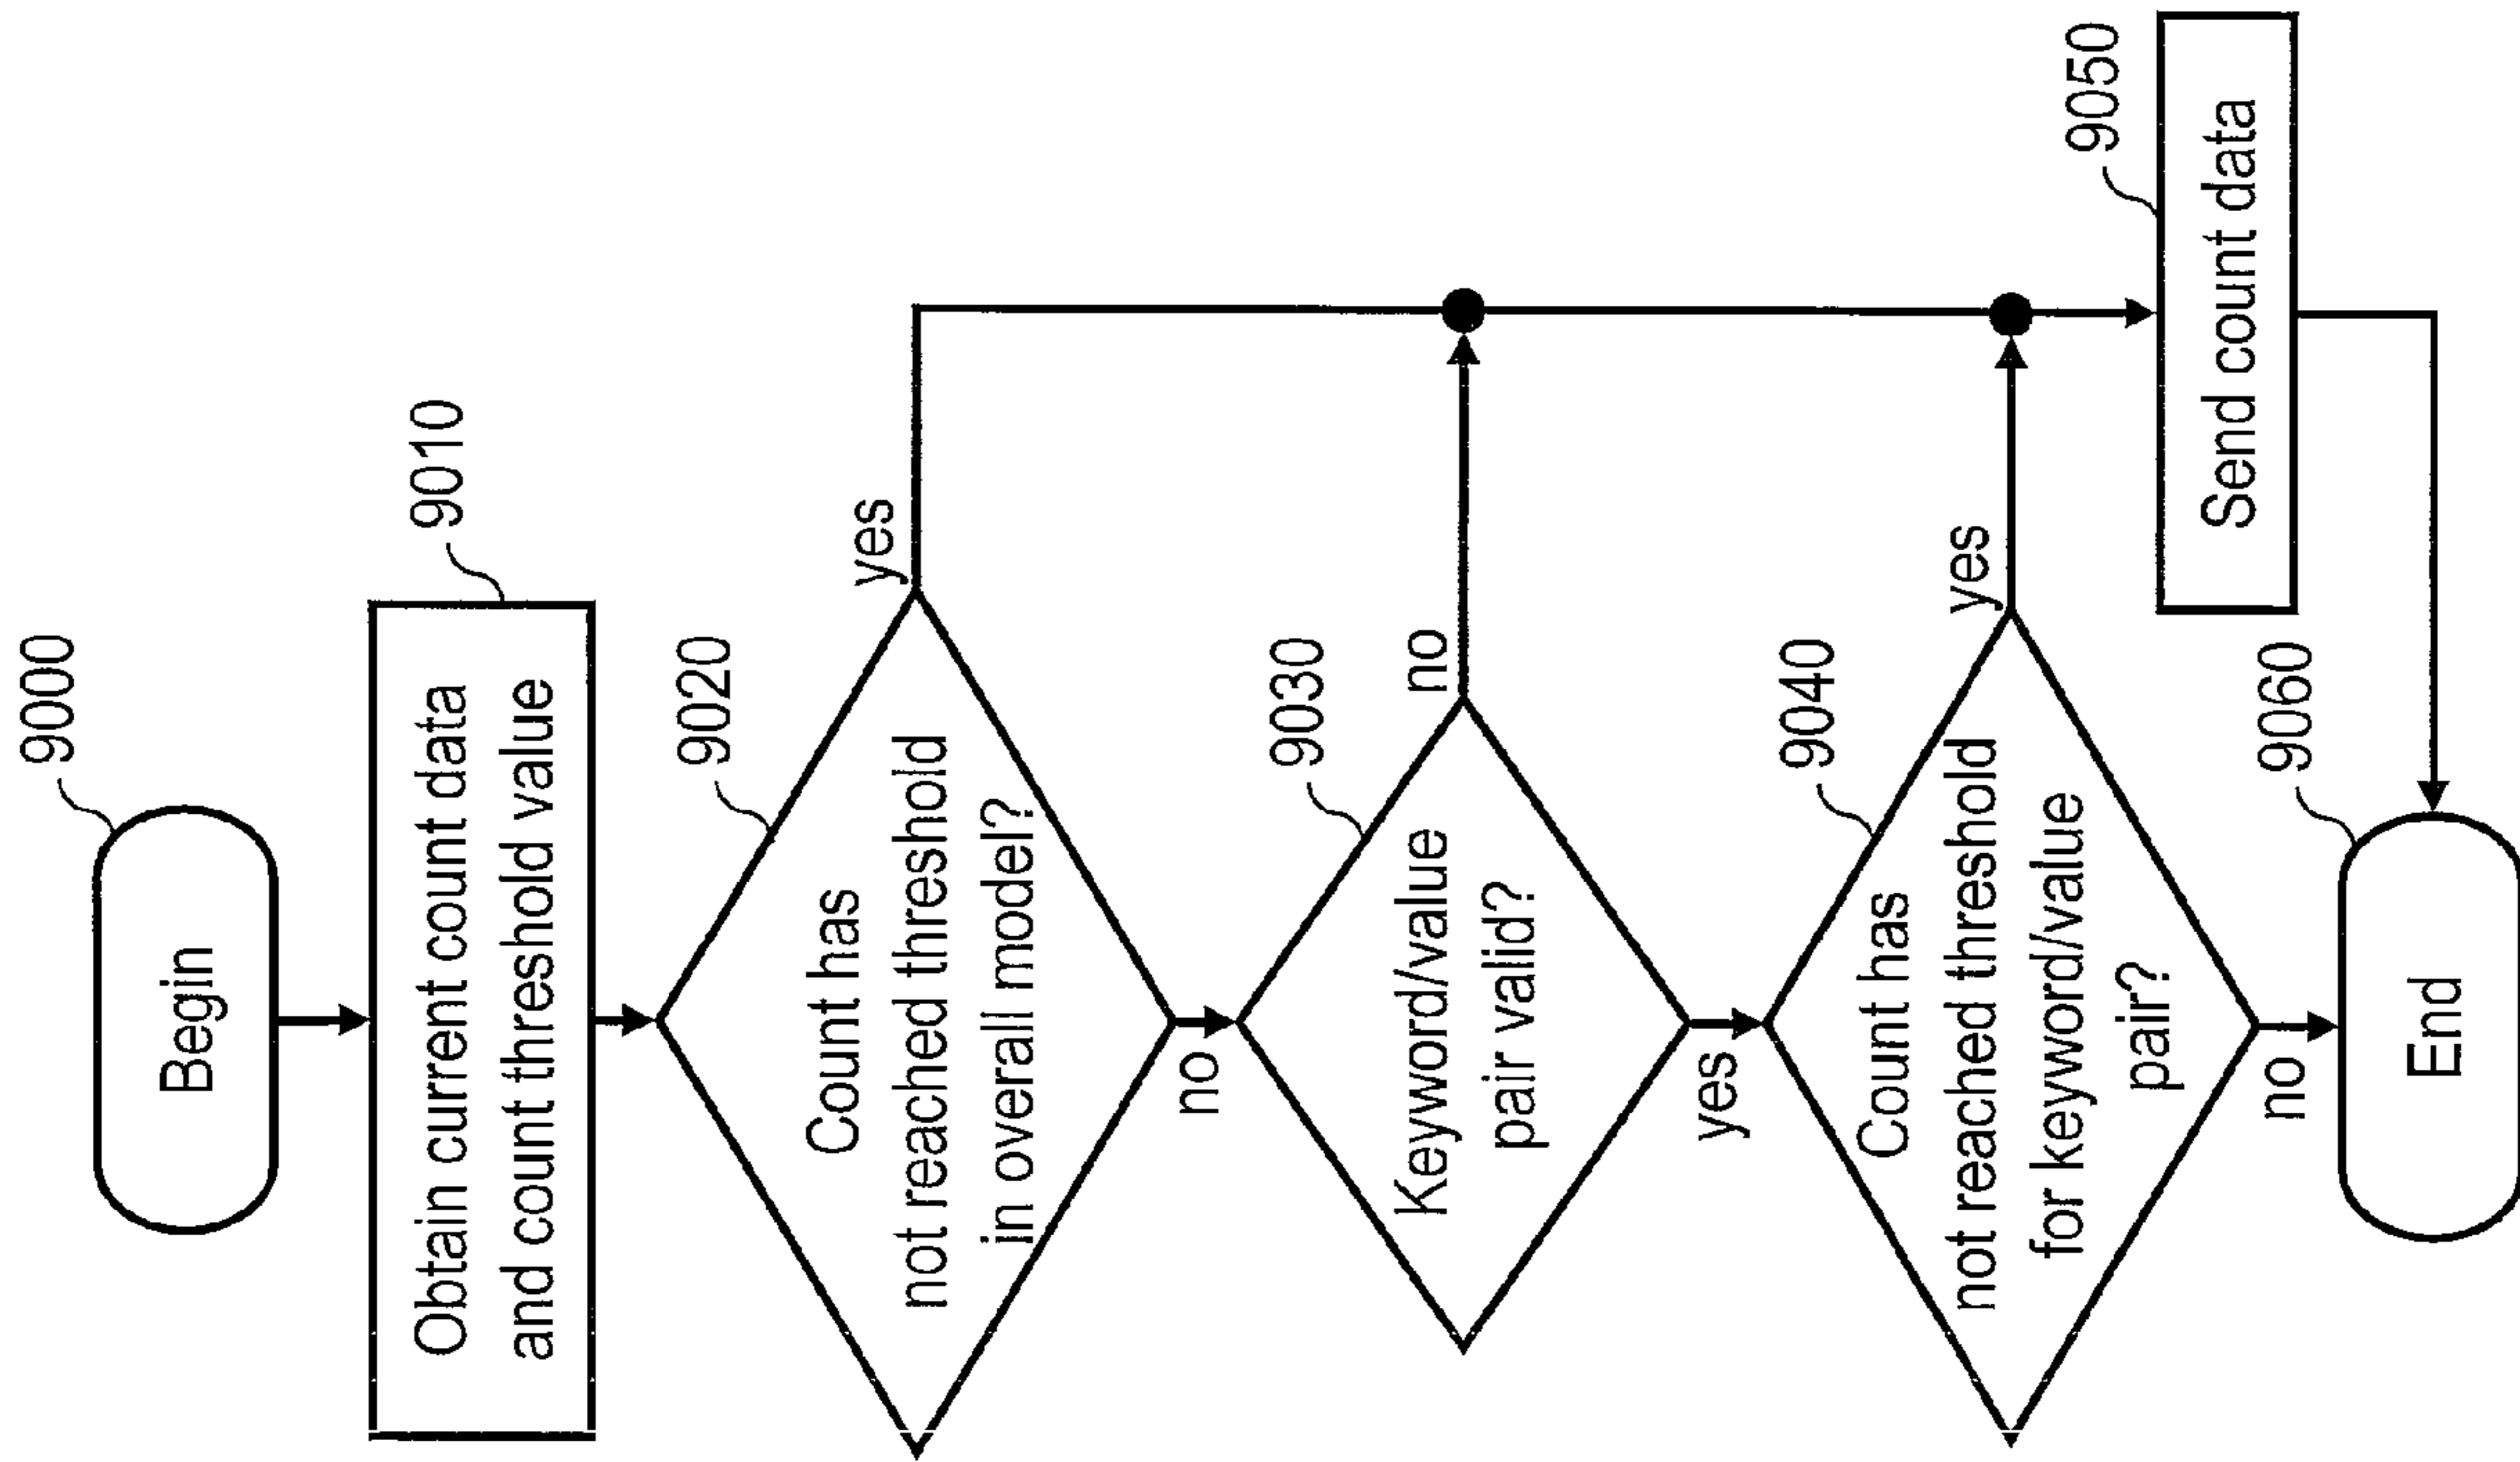 9000
Begin
9010
Obtain current count data
and count threshold value
9020
Count has
not reached threshold
in overall model?
yes
no
9030
Keyword/value
pair valid?
no
yes
9040
Count has
not reached threshold
for keyword/value
pair?
yes
no
9050
Send count data
9060
End